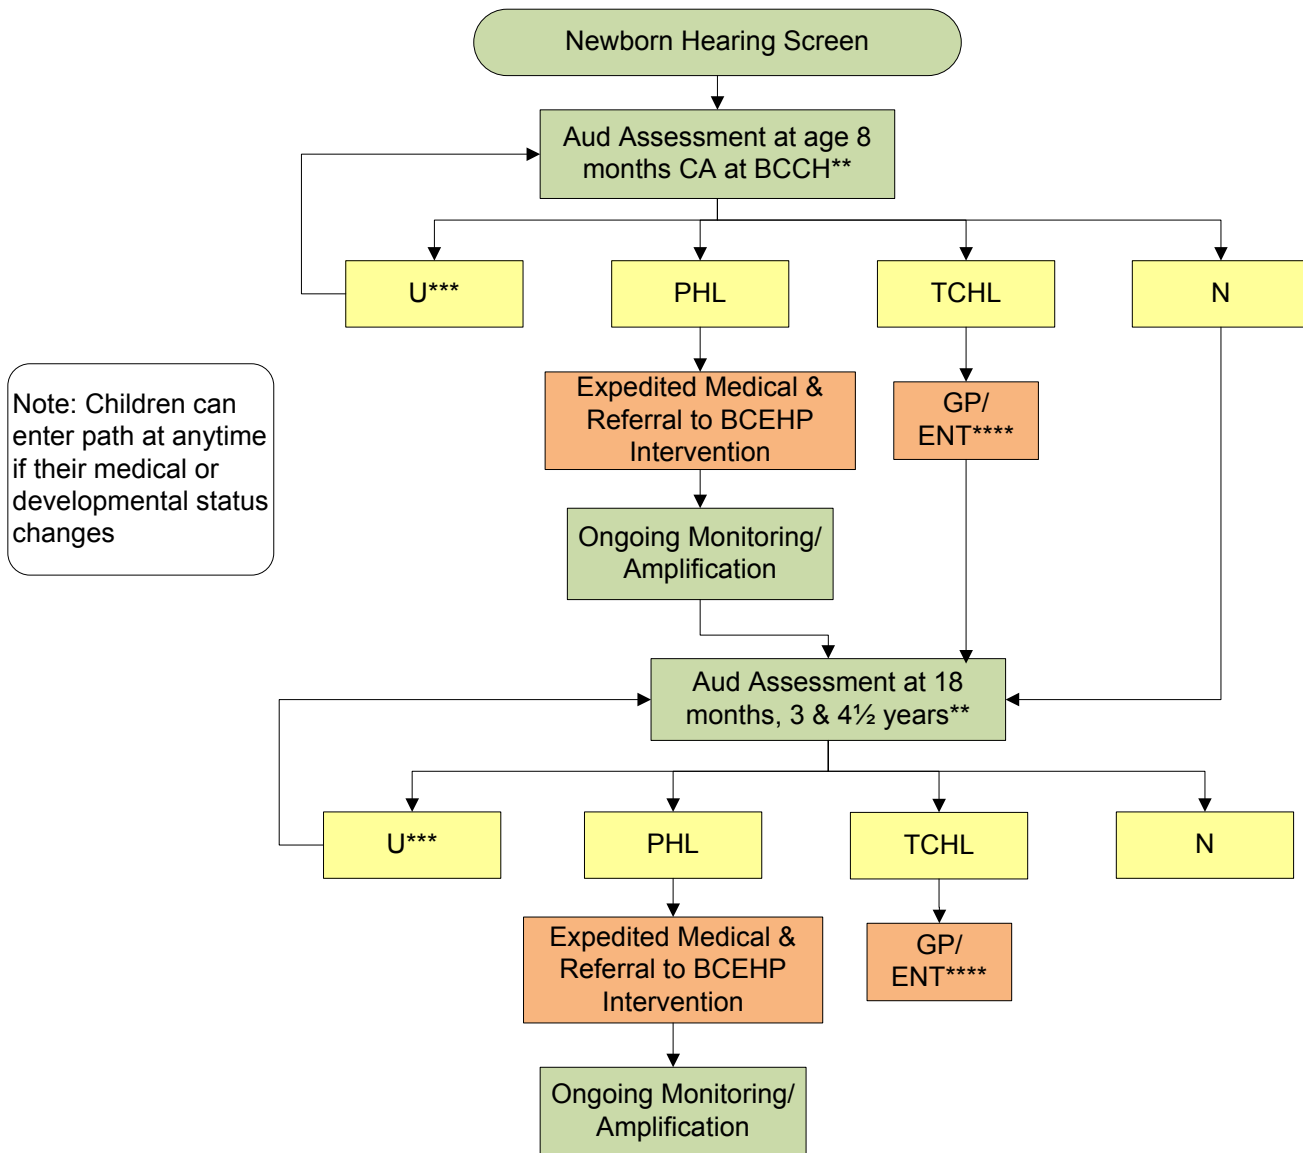 Newborn Hearing Screen
Aud Assessment at age 8
months CA at BCCH**
U***
PHL
TCHL
N
Expedited Medical &
Referral to BCEHP
Intervention
GP/
ENT****
Note: Children can
enter path at anytime
if their medical or
developmental status
changes
Ongoing Monitoring/
Amplification
Aud Assessment at 18
months, 3 & 4½ years**
U***
PHL
TCHL
N
Expedited Medical &
Referral to BCEHP
Intervention
GP/
ENT****
Ongoing Monitoring/
Amplification